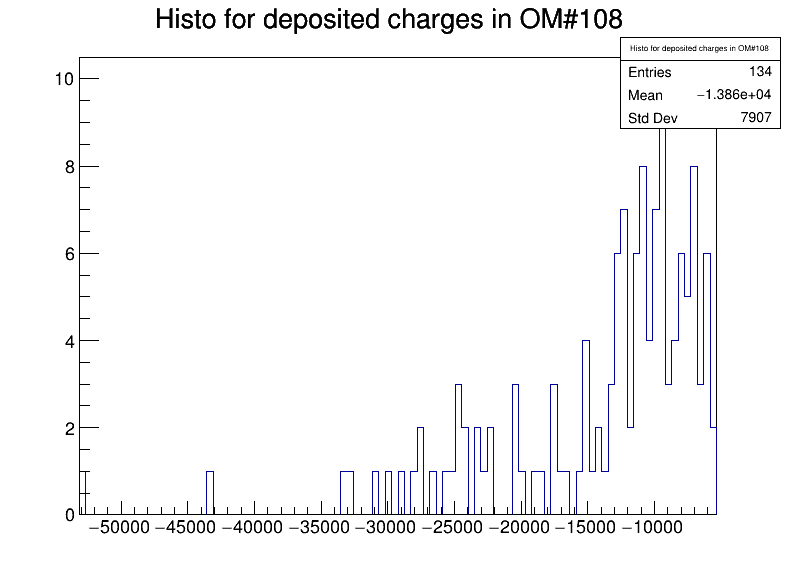 Histo for deposited charges in OM#108
Histo for deposited charges in OM#108
Entries 134
Mean −1.386e+04
Std Dev 7907
10
8
6
4
2
0
−50000 −45000 −40000 −35000 −30000 −25000 −20000 −15000 −10000